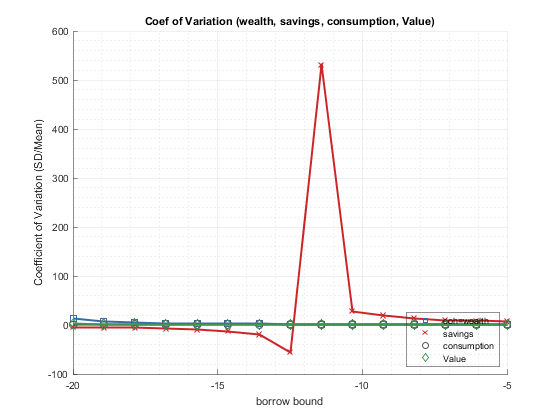 Coef of Variation (wealth, savings, consumption, Value)
600
500
400
300
200
100
0
-100
Coefficient of Variation (SD/Mean)
-20
-15
-10
-5
borrow bound
savings
consumption
Value